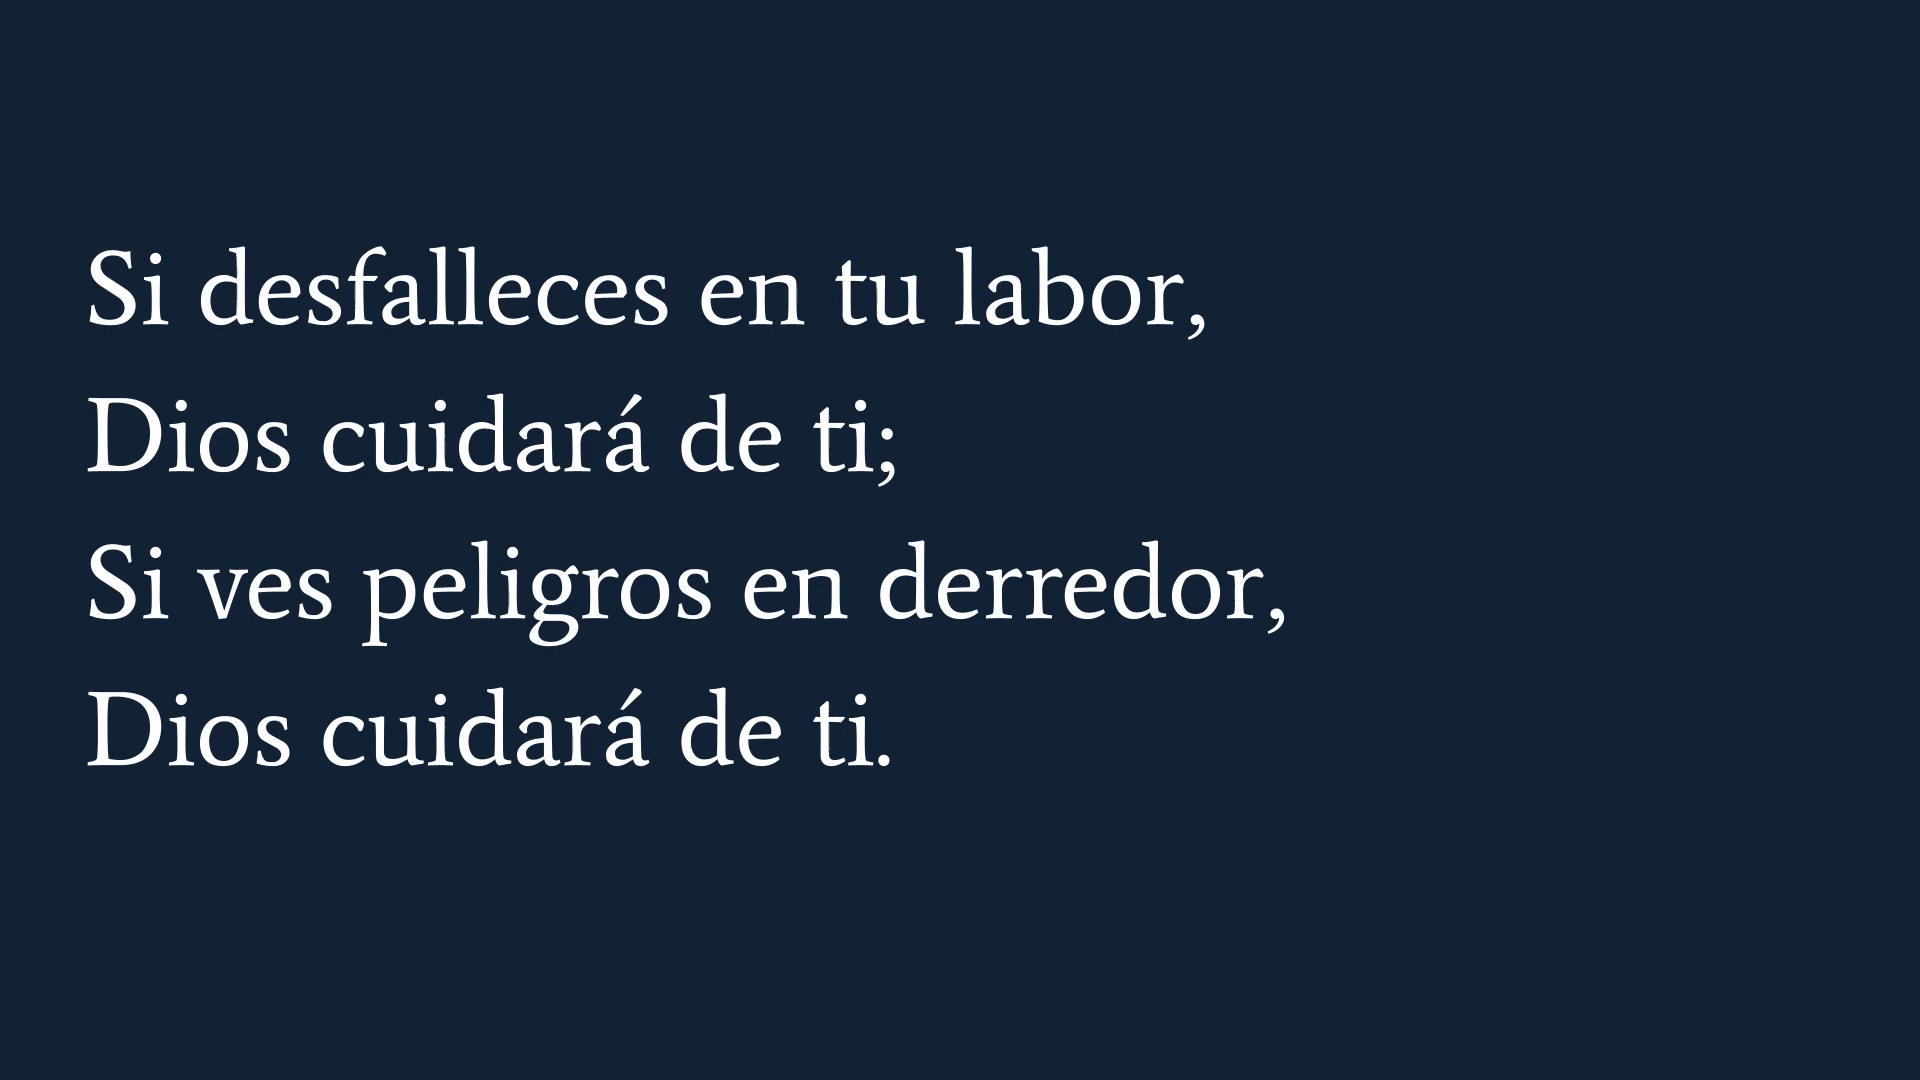 Si desfalleces en tu labor,
Dios cuidará de ti;
Si ves peligros en derredor,
Dios cuidará de ti.